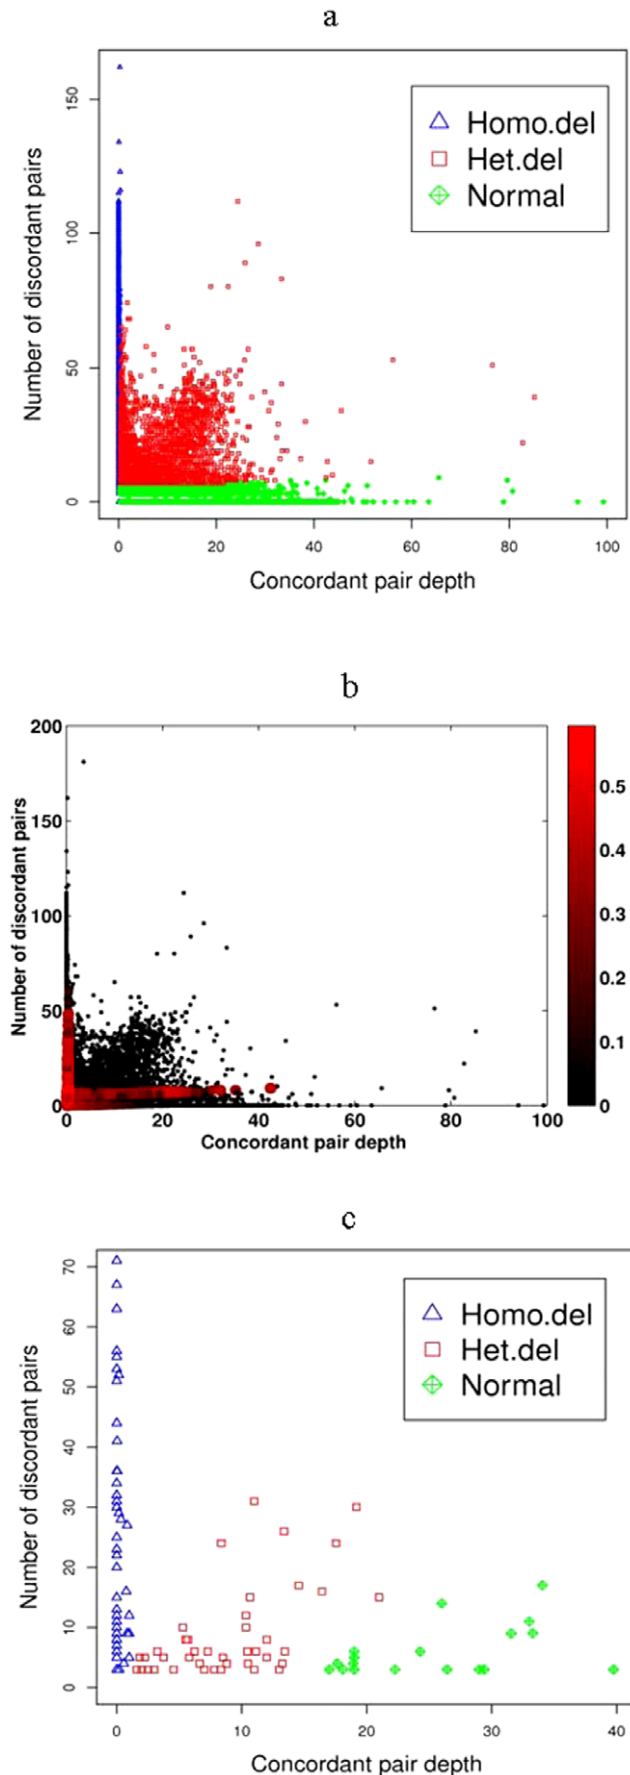 a
150
100
50
0
Number of discordant pairs
Homo.del
Het.del
Normal
0 20 40 60 80 100
Concordant pair depth
b
200
150
100
50
0
Number of discordant pairs
0.5
0.4
0.3
0.2
0.1
0
0 20 40 60 80 100
Concordant pair depth
c
70
60
50
40
30
20
10
0
Number of discordant pairs
Homo.del
Het.del
Normal
0 10 20 30 40
Concordant pair depth